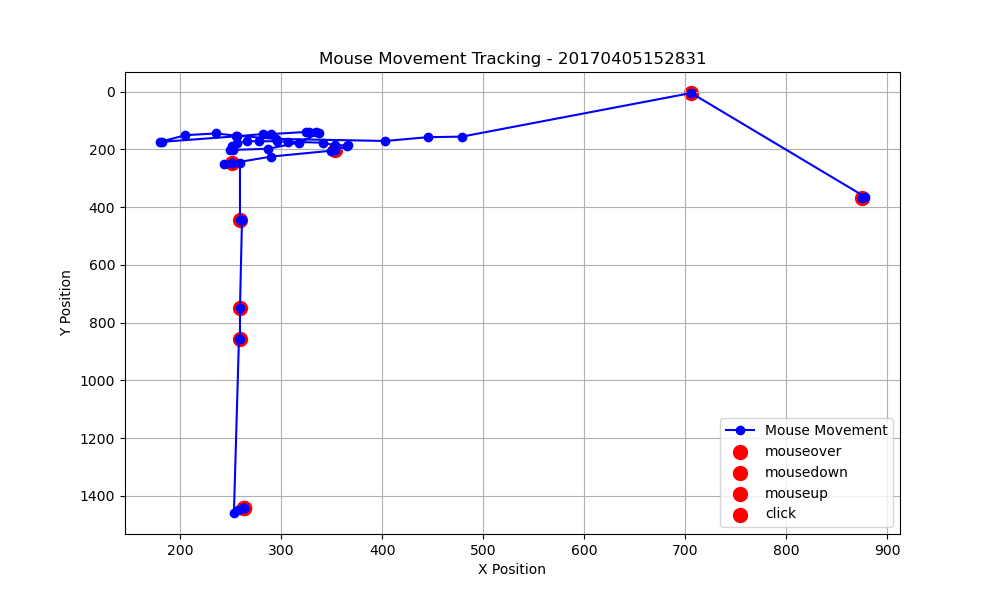 Mouse Movement Tracking - 20170405152831
0
200
400
600
800
1000
1200
1400
Y Position
200 300 400 500 600 700 800 900
X Position
Mouse Movement
mouseover
mousedown
mouseup
click